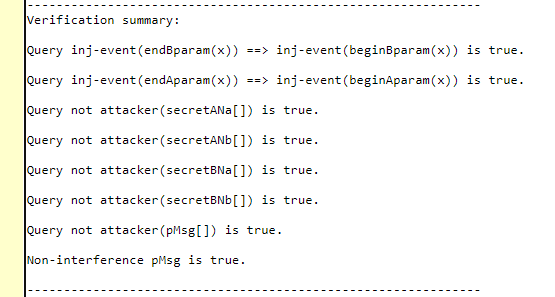 --------------------------------------------------------------
Verification summary:
Query inj-event(endBparam(x)) ==> inj-event(beginBparam(x)) is true.
Query inj-event(endAparam(x)) ==> inj-event(beginAparam(x)) is true.
Query not attacker(secretANa[]) is true.
Query not attacker(secretANb[]) is true.
Query not attacker(secretBNa[]) is true.
Query not attacker(secretBNb[]) is true.
Query not attacker(pMsg[]) is true.
Non-interference pMsg is true.
--------------------------------------------------------------